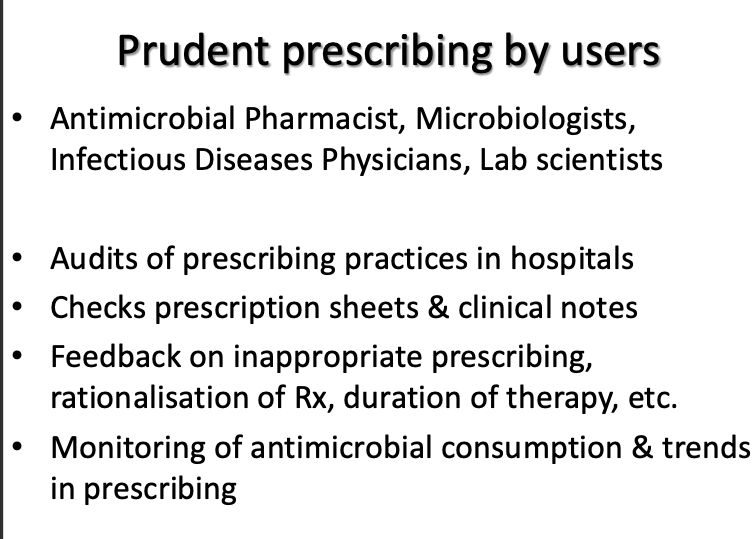 Prudent prescribing by users
• Antimicrobial Pharmacist, Microbiologists,
Infectious Diseases Physicians, Lab scientists
• Audits of prescribing practices in hospitals
• Checks prescription sheets & clinical notes
• Feedback on inappropriate prescribing,
rationalisation of Rx, duration of therapy, etc.
• Monitoring of antimicrobial consumption & trends
in prescribing